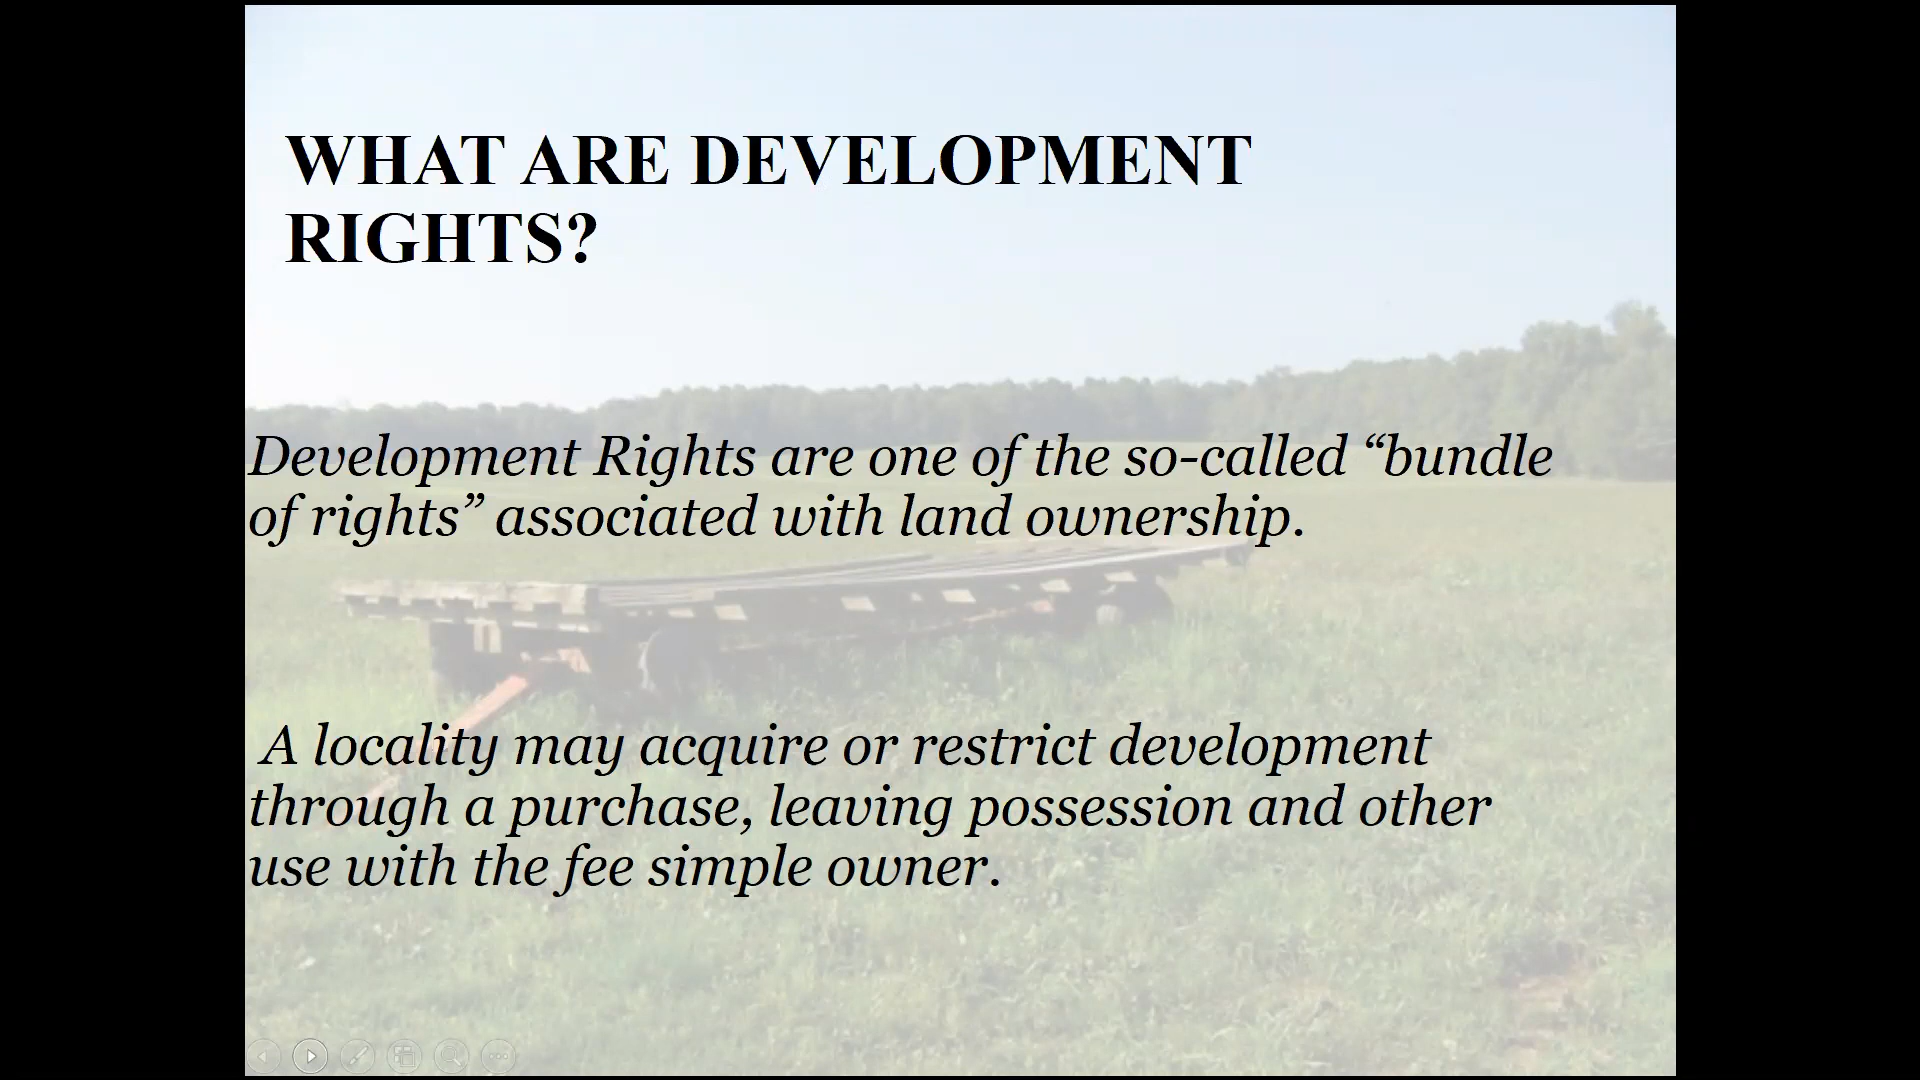 WHAT ARE DEVELOPMENT
RIGHTS?
Development Rights are one of the so-called “bundle
of rights” associated with land ownership.
A locality may acquire or restrict development
through a purchase, leaving possession and other
use with the fee simple owner.